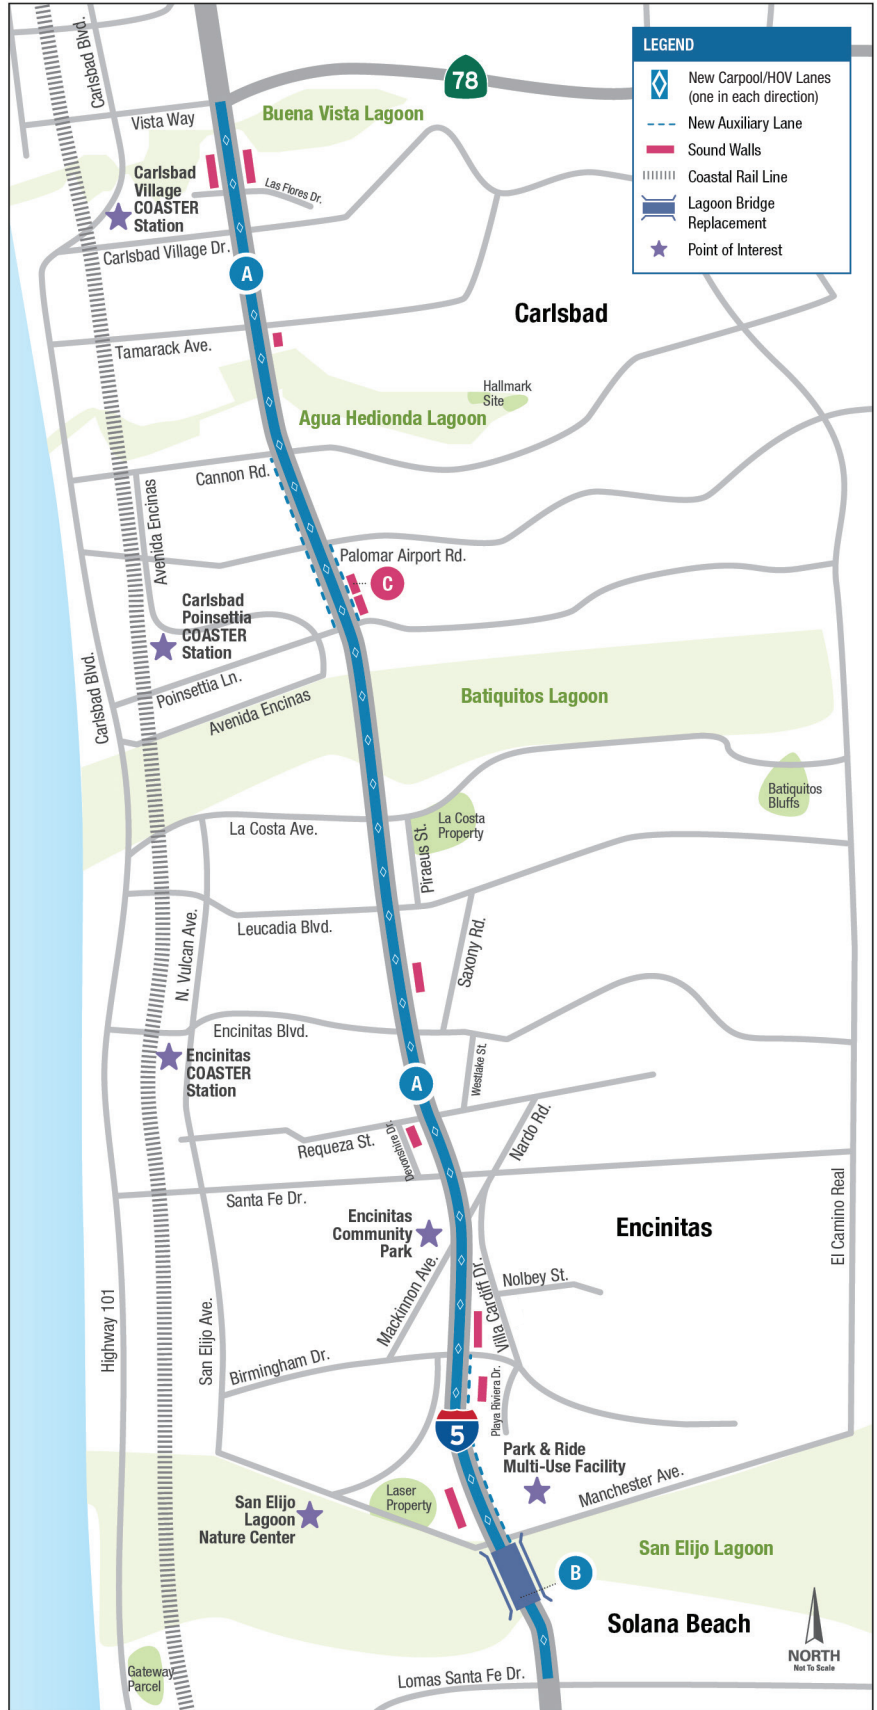 Carlsbad Blvd.
78
LEGEND
New Carpool/HOV Lanes
(one in each direction)
New Auxiliary Lane
Sound Walls
Coastal Rail Line
Lagoon Bridge
Replacement
Point of Interest
Vista Way
Buena Vista Lagoon
Carlsbad
Village
COASTER
Station
Las Flores Dr.
Carlsbad Village Dr.
A
Carlsbad
Tamarack Ave.
Hallmark
Site
Agua Hedionda Lagoon
Cannon Rd.
Avenida Encinas
Palomar Airport Rd.
C
Carlsbad
Poinsettia
COASTER
Station
Carlsbad Blvd.
Poinsettia Ln.
Avenida Encinas
Batiquitos Lagoon
Batiquitos
Bluffs
La Costa Ave.
La Costa
Property
Piraeus St.
Leucadia Blvd.
N. Vulcan Ave.
Saxony Rd.
Encinitas Blvd.
Encinitas
COASTER
Station
Westlake St.
A
Requeza St.
Devonshire Dr.
Nardo Rd.
Santa Fe Dr.
El Camino Real
Encinitas
Community
Park
Encinitas
Mackinnon Ave.
Villa Cardiff Dr.
Nolbey St.
Highway 101
San Elijo Ave.
Birmingham Dr.
Playa Riviera Dr.
5
Park & Ride
Multi-Use Facility
Manchester Ave.
Laser
Property
San Elijo
Lagoon
Nature Center
San Elijo Lagoon
B
Solana Beach
NORTH
Not To Scale
Gateway
Parcel
Lomas Santa Fe Dr.